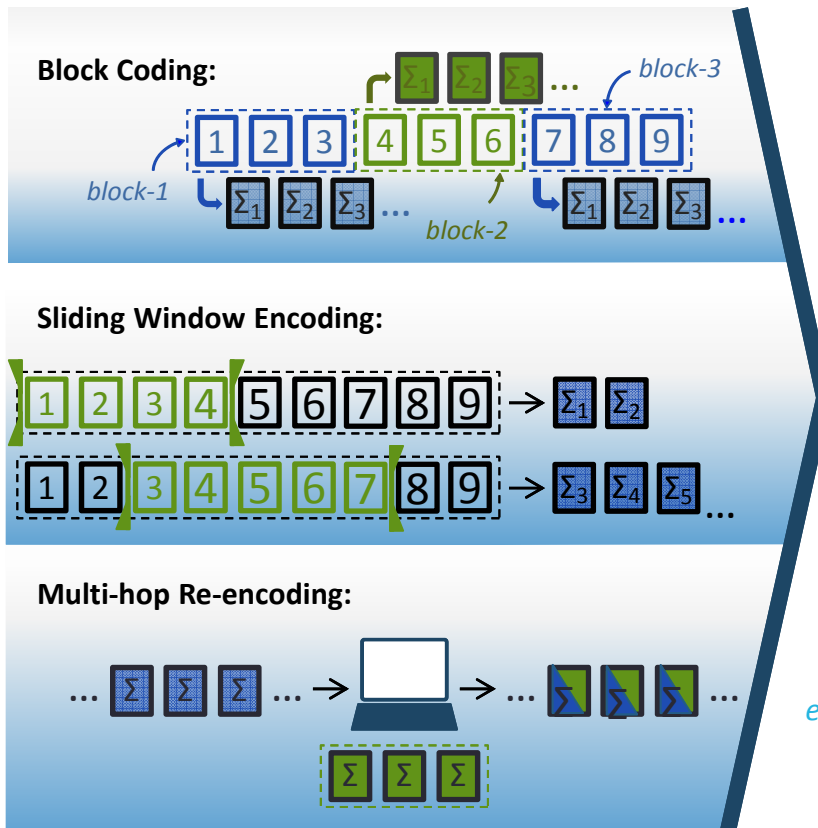 Block Coding:
Σ1 Σ2 Σ3 ...
block-3
1 2 3 4 5 6 7 8 9
block-1
Σ1 Σ2 Σ3 ...
block-2
Σ1 Σ2 Σ3 ...
Sliding Window Encoding:
1 2 3 4 5 6 7 8 9 → Σ1 Σ2
1 2 3 4 5 6 7 8 9 → Σ3 Σ4 Σ5 ...
Multi-hop Re-encoding:
... Σ Σ Σ ... → → ... Σ Σ Σ ...
e
Σ Σ Σ